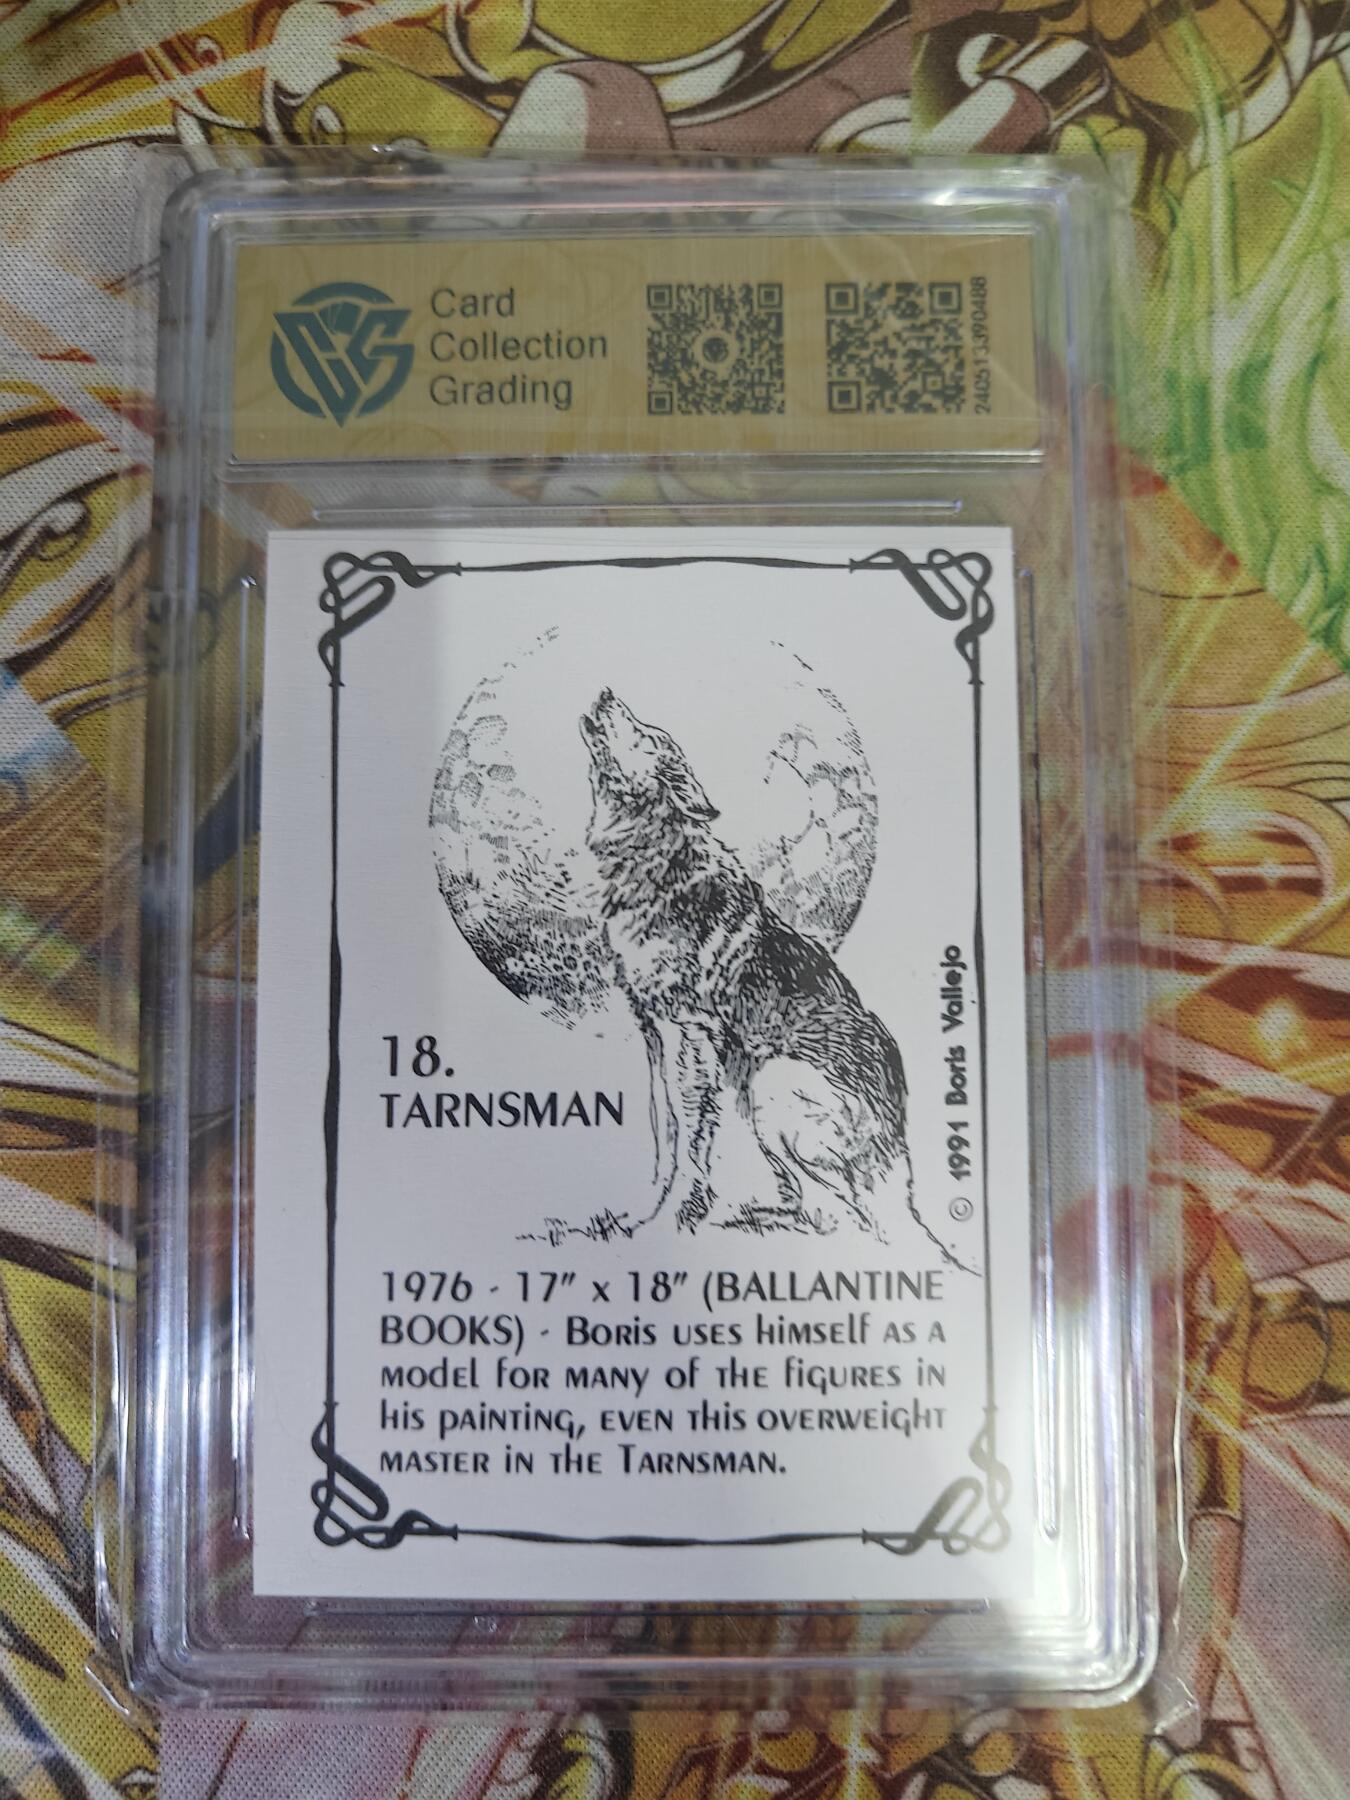 Card
Collection
Grading
2405133390488
18.
TARNSMAN
© 1991 Boris Vallejo
1976 - 17" x 18" (BALLANTINE
BOOKS) - Boris uses himself as a
model for many of the figures in
his painting, even this overweight
master in the Tarnsman.